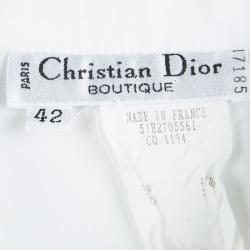 PARIS
Christian Dior
BOUTIQUE
17185
42
MADE IN FRANCE
51H2705561
CO 1194